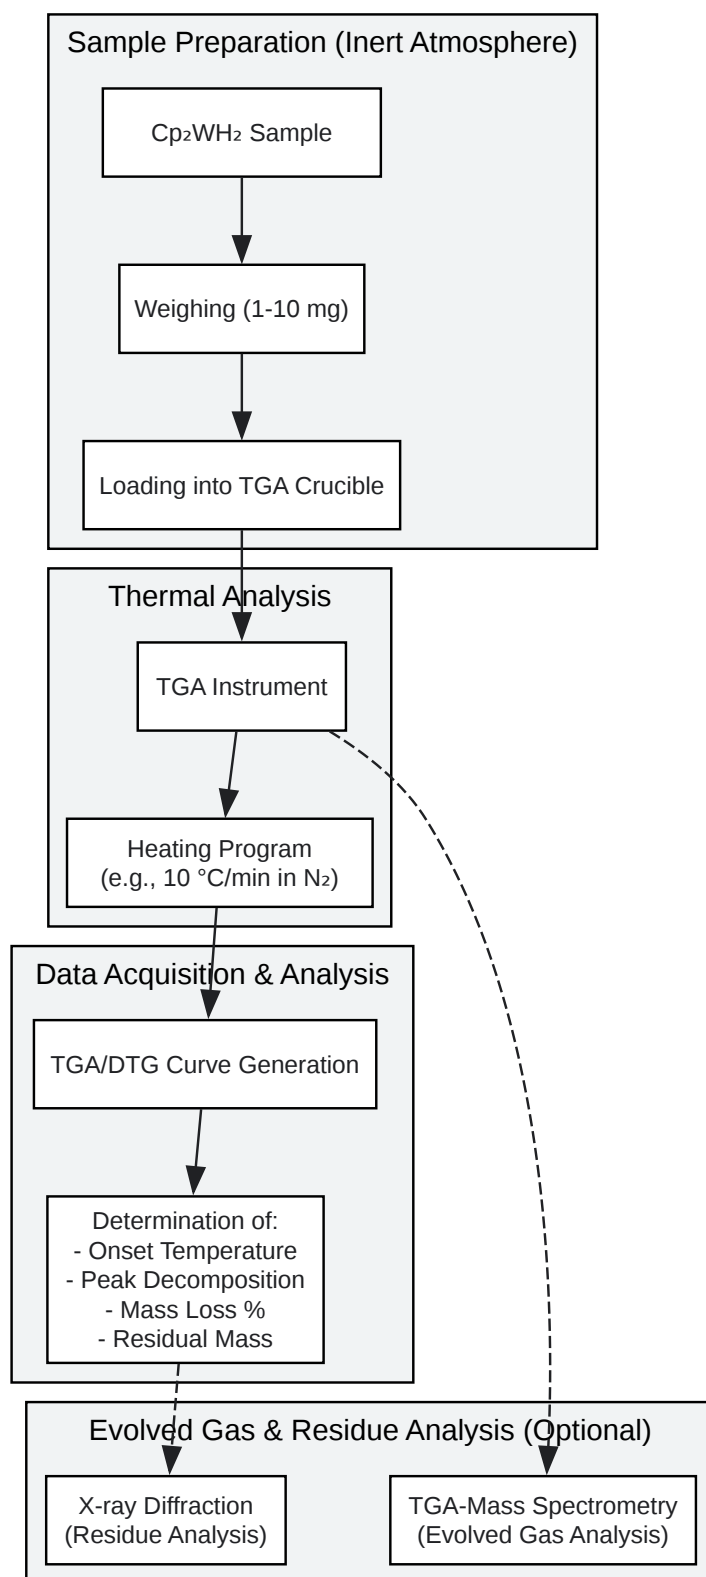 Sample Preparation (Inert Atmosphere)
Cp₂WH₂ Sample
Weighing (1-10 mg)
Loading into TGA Crucible
Thermal Analysis
TGA Instrument
Heating Program
(e.g., 10 °C/min in N₂)
Data Acquisition & Analysis
TGA/DTG Curve Generation
Determination of:
- Onset Temperature
- Peak Decomposition
- Mass Loss %
- Residual Mass
Evolved Gas & Residue Analysis (Optional)
X-ray Diffraction
(Residue Analysis)
TGA-Mass Spectrometry
(Evolved Gas Analysis)